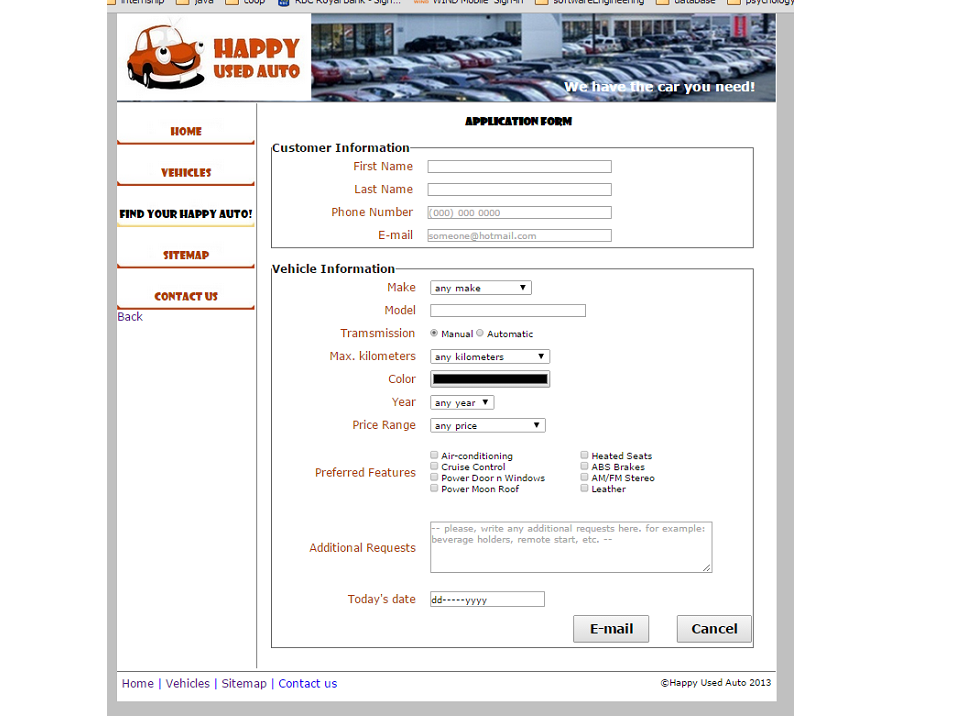 internship java coop RBC Royal Bank - Sign... WIND Mobile Sign-in softwareEngineering database psychology
HAPPY
USED AUTO
We have the car you need!
HOME
VEHICLES
FIND YOUR HAPPY AUTO!
SITEMAP
CONTACT US
Back
APPLICATION FORM
Customer Information
First Name
Last Name
Phone Number (000) 000 0000
E-mail someone@hotmail.com
Vehicle Information
Make any make
Model
Tramsmission Manual Automatic
Max. kilometers any kilometers
Color
Year any year
Price Range any price
Preferred Features
Air-conditioning Heated Seats
Cruise Control ABS Brakes
Power Door n Windows AM/FM Stereo
Power Moon Roof Leather
Additional Requests
-- please, write any additional requests here. for example:
beverage holders, remote start, etc. --
Today's date dd-----yyyy
E-mail Cancel
Home | Vehicles | Sitemap | Contact us
©Happy Used Auto 2013